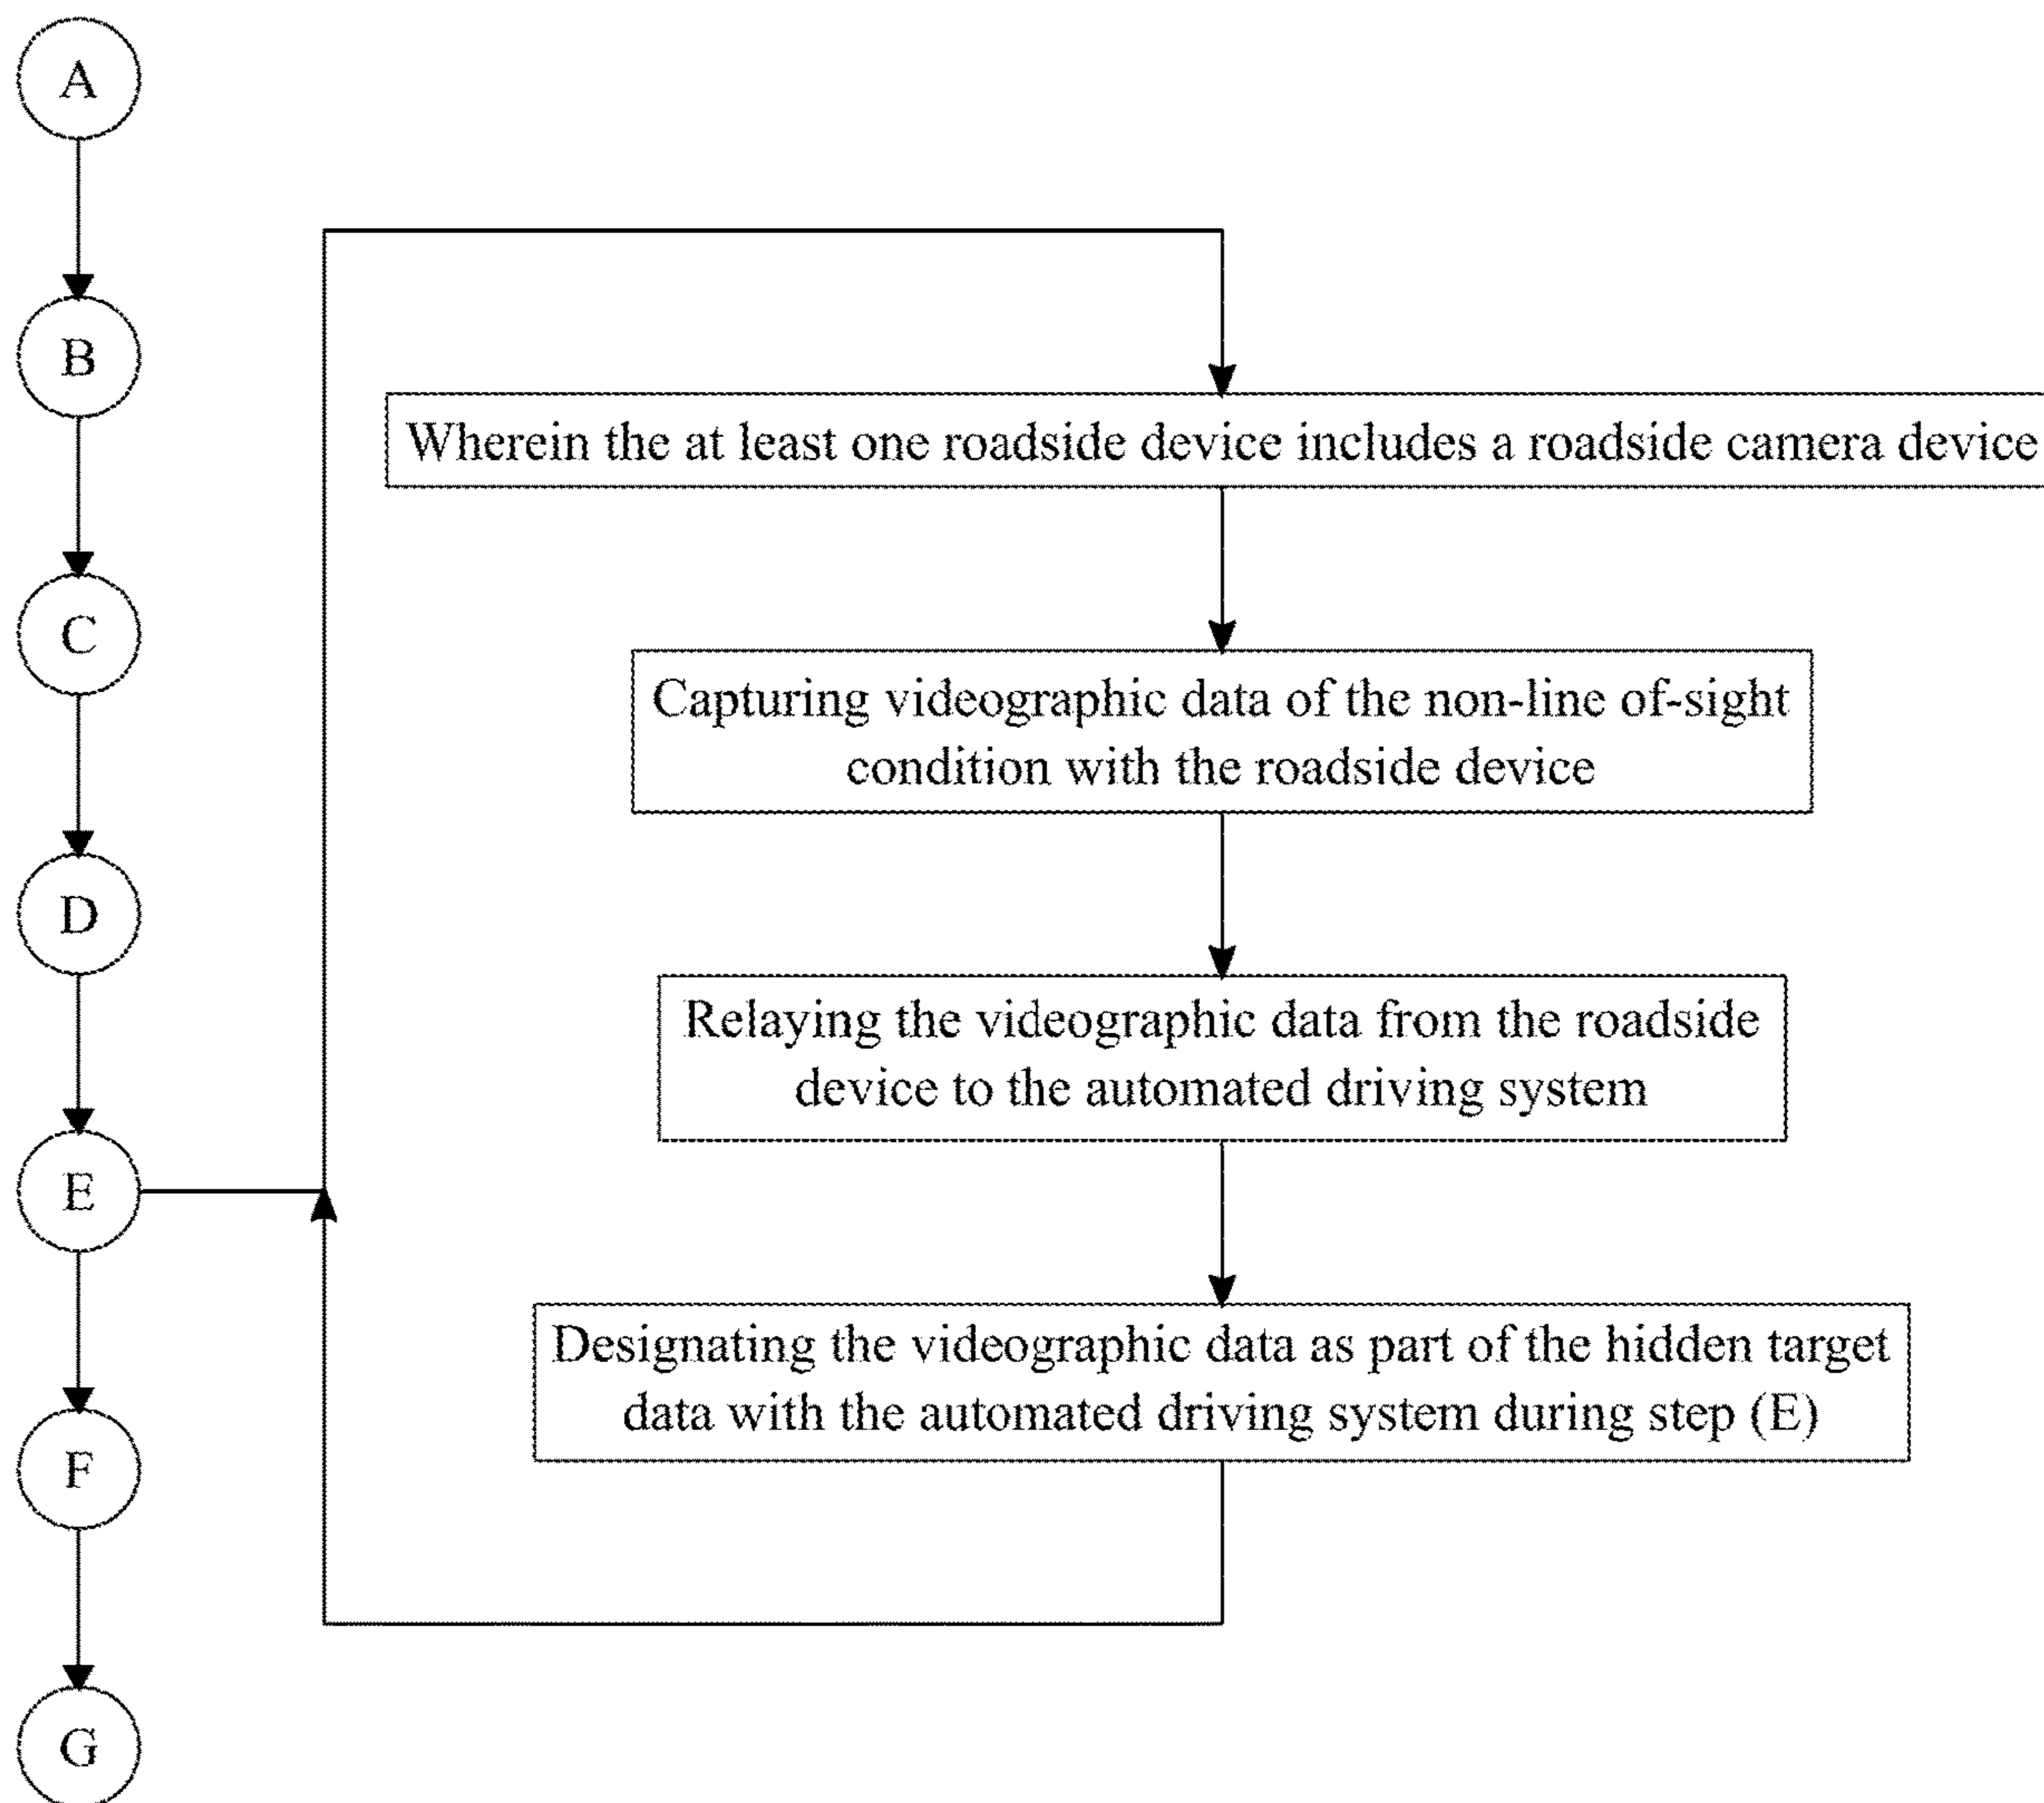 A
B
Wherein the at least one roadside device includes a roadside camera device
C
Capturing videographic data of the non-line of-sight
condition with the roadside device
D
Relaying the videographic data from the roadside
device to the automated driving system
E
Designating the videographic data as part of the hidden target
data with the automated driving system during step (E)
F
G